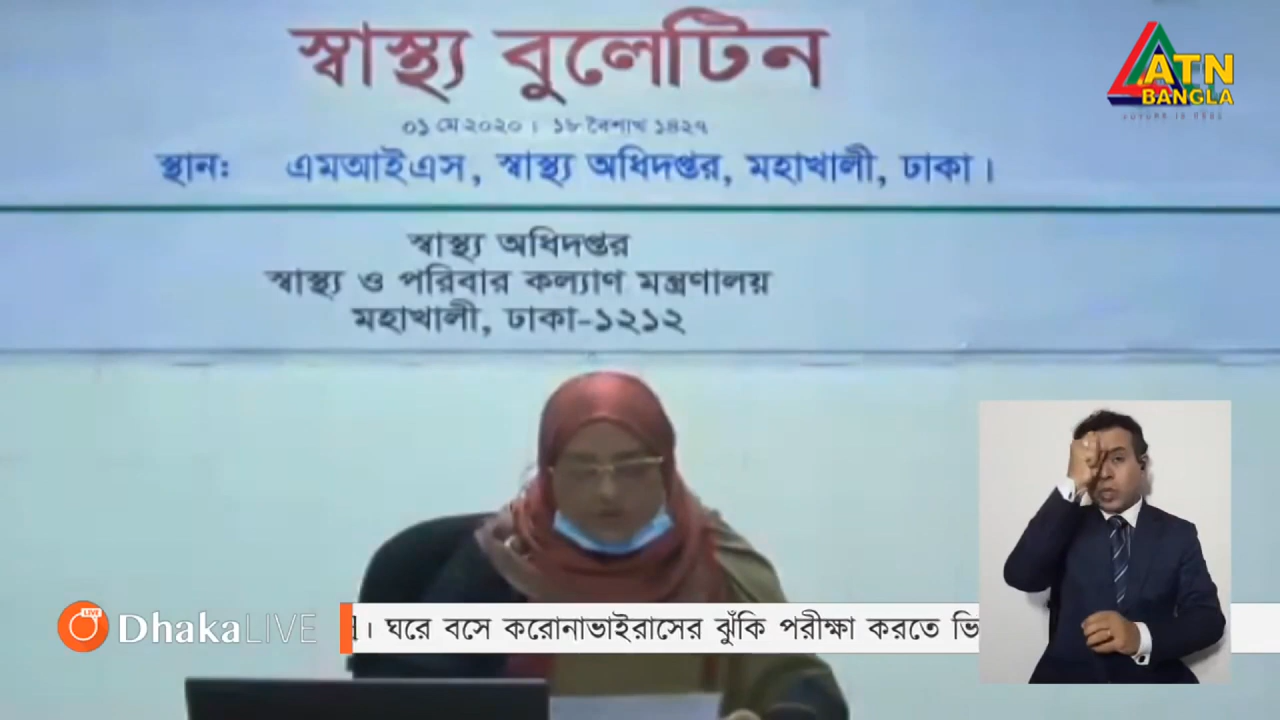 স্বাস্থ্য বুলেটিন
০১ মে ২০২০। ১৮ বৈশাখ ১৪২৭
স্থান: এমআইএস, স্বাস্থ্য অধিদপ্তর, মহাখালী, ঢাকা।
স্বাস্থ্য অধিদপ্তর
স্বাস্থ্য ও পরিবার কল্যাণ মন্ত্রণালয়
মহাখালী, ঢাকা-১২১২
ATN
BANGLA
LIVE
DhakaLIVE
। ঘরে বসে করোনাভাইরাসের ঝুঁকি পরীক্ষা করতে ভি